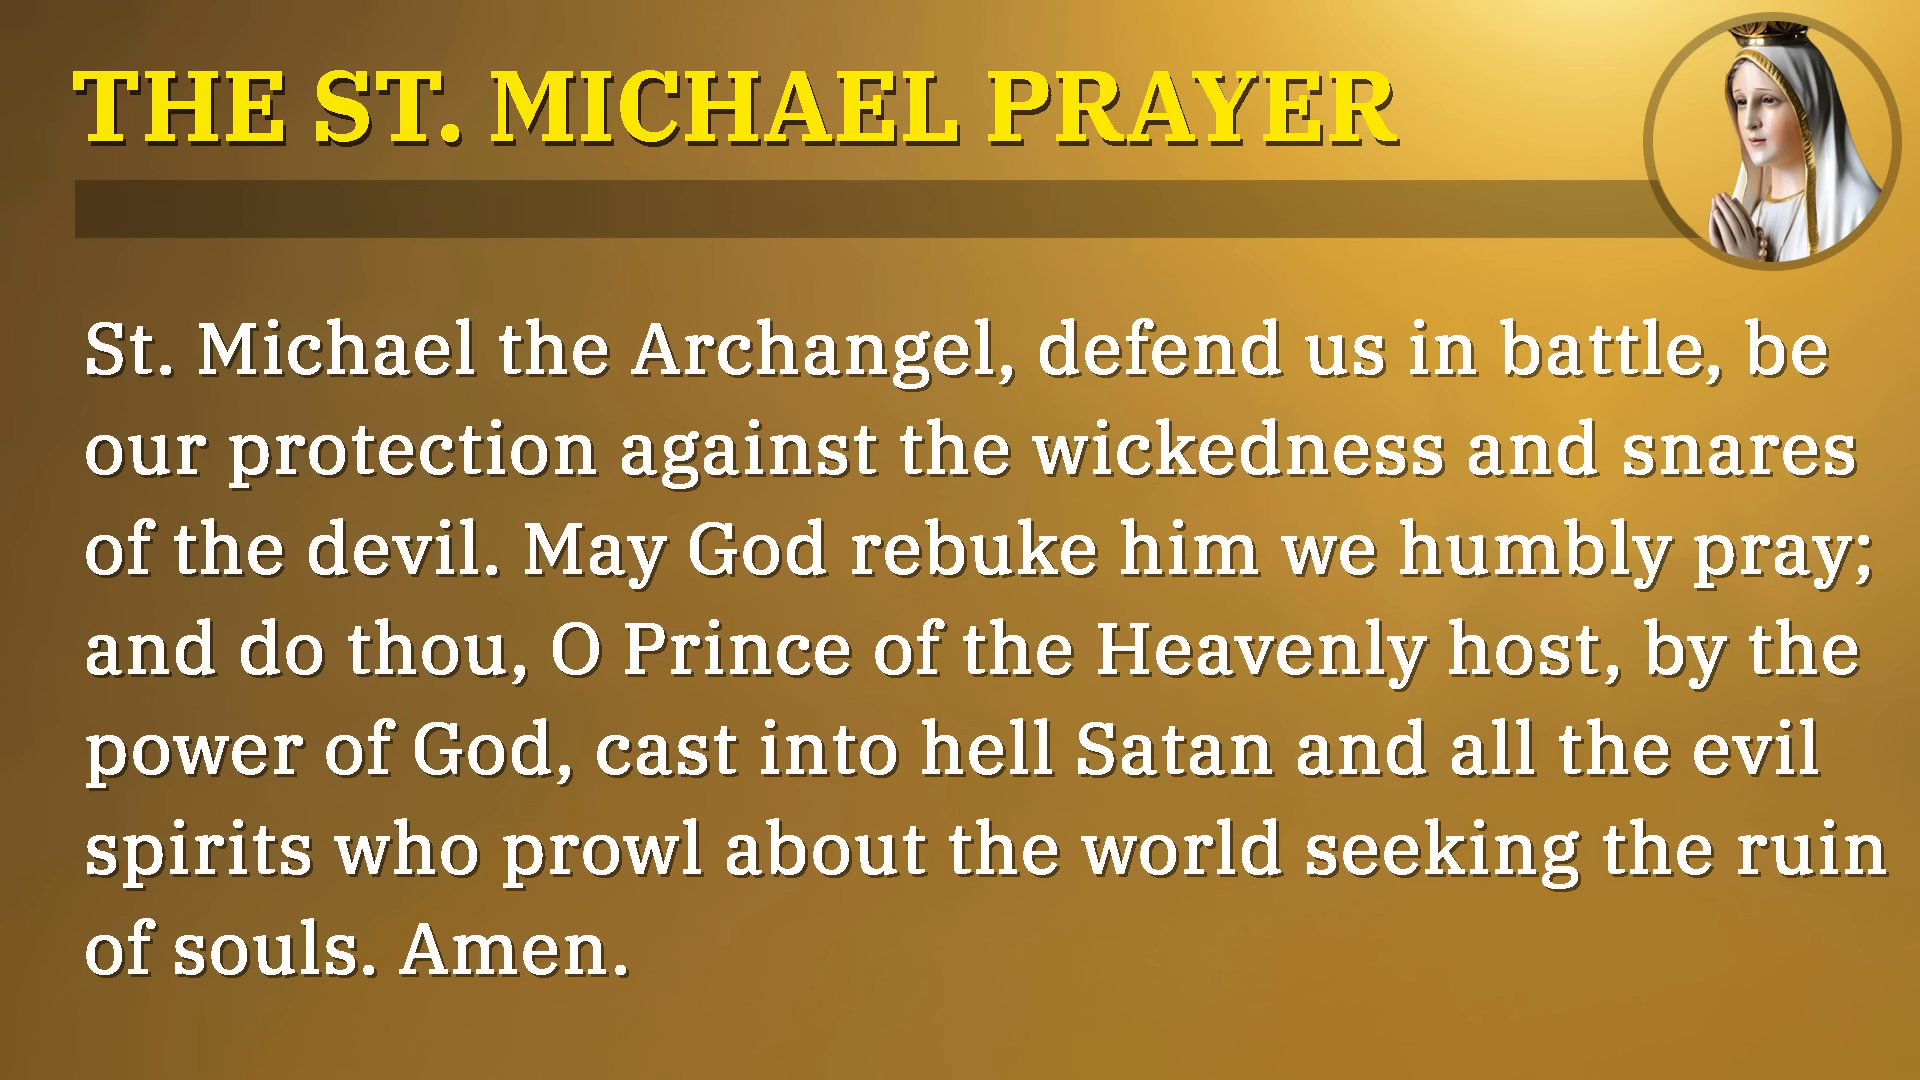 THE ST. MICHAEL PRAYER
St. Michael the Archangel, defend us in battle, be
our protection against the wickedness and snares
of the devil. May God rebuke him we humbly pray;
and do thou, O Prince of the Heavenly host, by the
power of God, cast into hell Satan and all the evil
spirits who prowl about the world seeking the ruin
of souls. Amen.